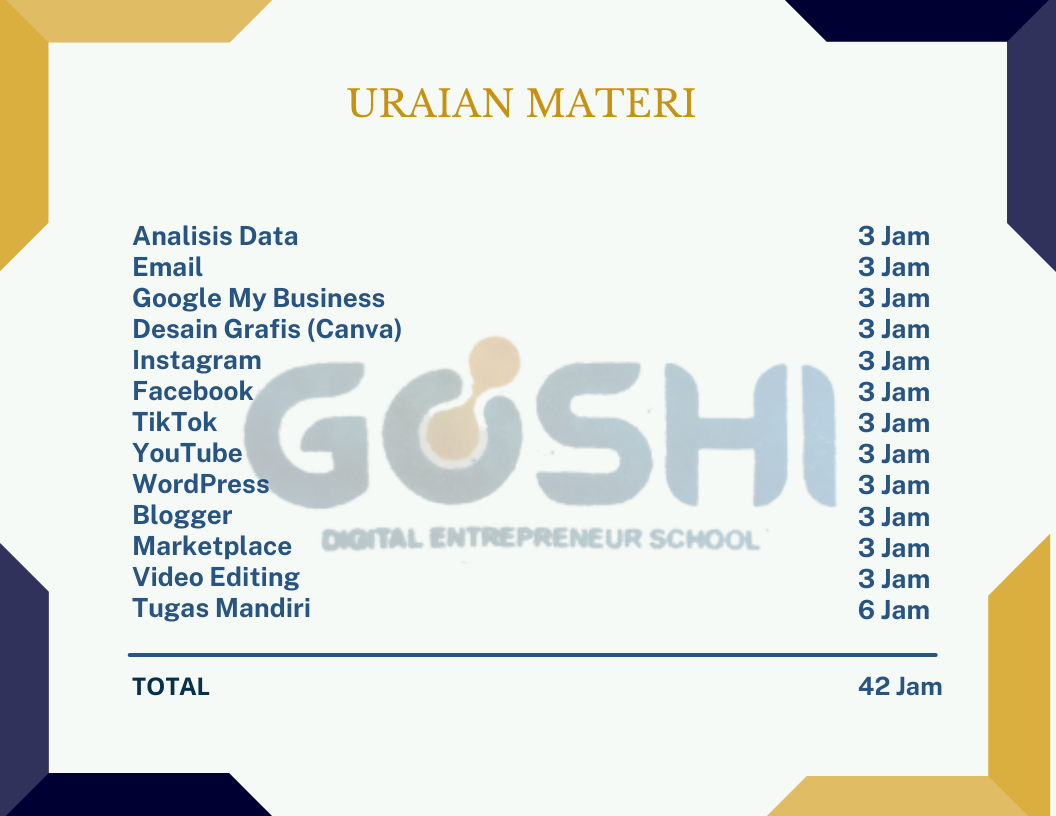 URAIAN MATERI
Analisis Data 3 Jam
Email 3 Jam
Google My Business 3 Jam
Desain Grafis (Canva) 3 Jam
Instagram 3 Jam
Facebook 3 Jam
TikTok 3 Jam
YouTube 3 Jam
WordPress 3 Jam
Blogger 3 Jam
Marketplace 3 Jam
Video Editing 3 Jam
Tugas Mandiri 6 Jam
TOTAL 42 Jam
GOSHI
DIGITAL ENTREPRENEUR SCHOOL